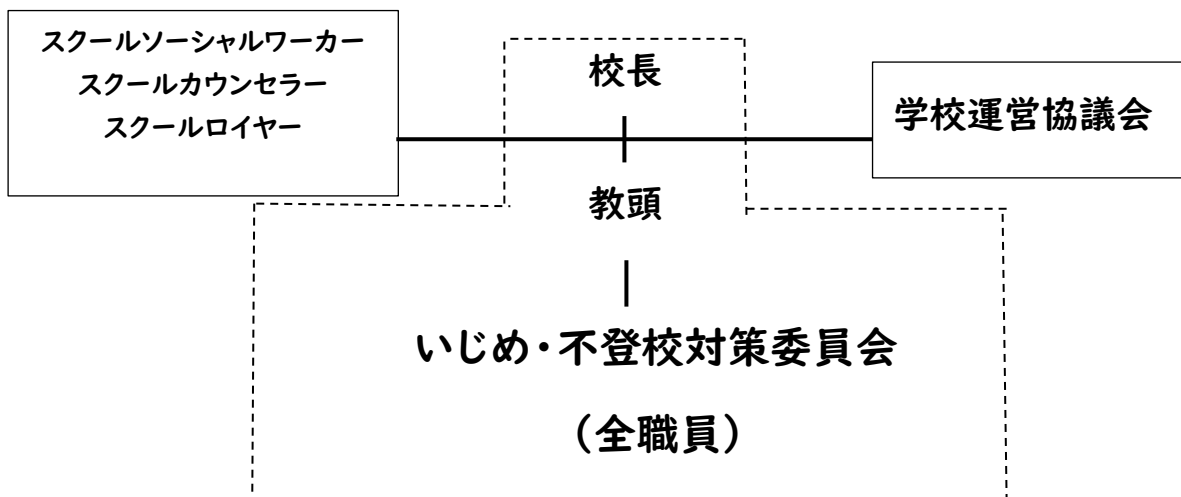 スクールソーシャルワーカー
スクールカウンセラー
スクールロイヤー
校長
学校運営協議会
教頭
いじめ・不登校対策委員会
（全職員）